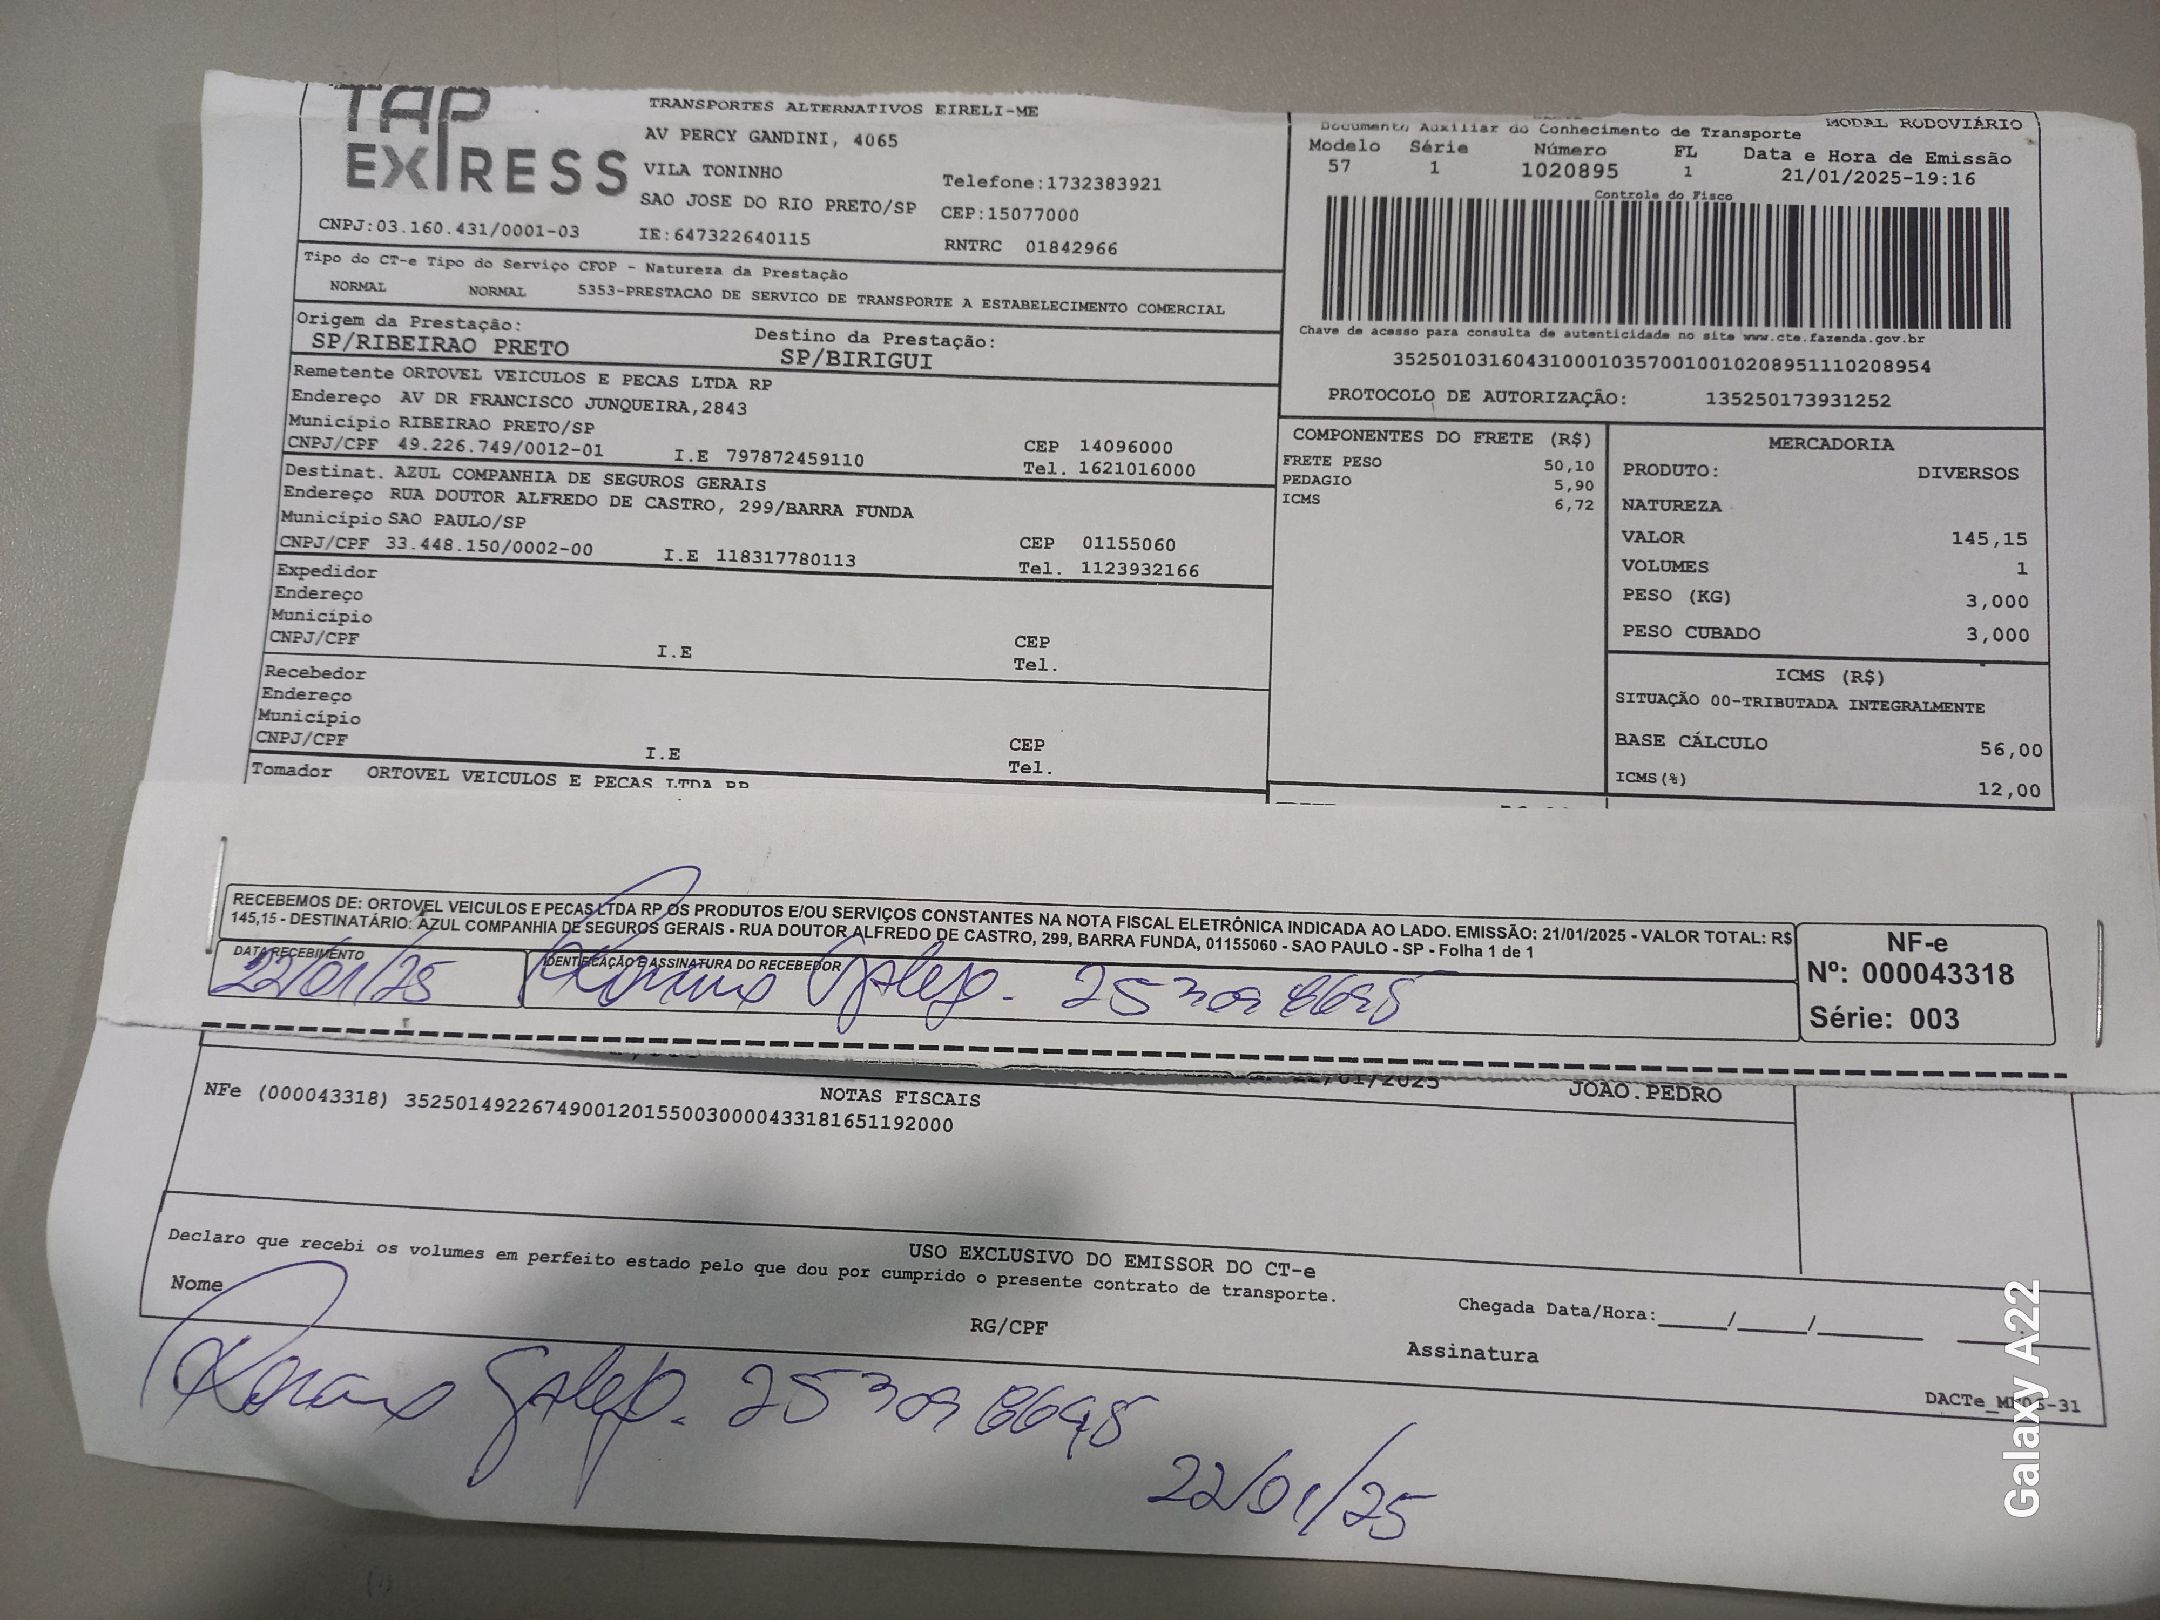 TAP EXPRESS
TRANSPORTES ALTERNATIVOS EIRELI-ME
AV PERCY GANDINI, 4065
VILA TONINHO
Telefone:1732383921
SAO JOSE DO RIO PRETO/SP CEP:15077000
CNPJ:03.160.431/0001-03 IE:647322640115 RNTRC 01842966
MODAL RODOVIÁRIO
Documento Auxiliar do Conhecimento de Transporte
Modelo Série Número FL Data e Hora de Emissão
57 1 1020895 1 21/01/2025-19:16
Controle do Fisco
Chave de acesso para consulta de autenticidade no site www.cte.fazenda.gov.br
35250103160431000103570010010208951110208954
PROTOCOLO DE AUTORIZAÇÃO: 135250173931252
Tipo do CT-e Tipo do Serviço CFOP - Natureza da Prestação
NORMAL NORMAL 5353-PRESTACAO DE SERVICO DE TRANSPORTE A ESTABELECIMENTO COMERCIAL
Origem da Prestação: Destino da Prestação:
SP/RIBEIRAO PRETO SP/BIRIGUI
Remetente ORTOVEL VEICULOS E PECAS LTDA RP
Endereço AV DR FRANCISCO JUNQUEIRA,2843
Município RIBEIRAO PRETO/SP CEP 14096000
CNPJ/CPF 49.226.749/0012-01 I.E 797872459110 Tel. 1621016000
Destinat. AZUL COMPANHIA DE SEGUROS GERAIS
Endereço RUA DOUTOR ALFREDO DE CASTRO, 299/BARRA FUNDA
Município SAO PAULO/SP CEP 01155060
CNPJ/CPF 33.448.150/0002-00 I.E 118317780113 Tel. 1123932166
Expedidor
Endereço
Município CEP
CNPJ/CPF I.E Tel.
Recebedor
Endereço
Município CEP
CNPJ/CPF I.E Tel.
Tomador ORTOVEL VEICULOS E PECAS LTDA RP
COMPONENTES DO FRETE (R$)
FRETE PESO 50,10
PEDAGIO 5,90
ICMS 6,72
MERCADORIA
PRODUTO: DIVERSOS
NATUREZA
VALOR 145,15
VOLUMES 1
PESO (KG) 3,000
PESO CUBADO 3,000
ICMS (R$)
SITUAÇÃO 00-TRIBUTADA INTEGRALMENTE
BASE CÁLCULO 56,00
ICMS(%) 12,00
RECEBEMOS DE: ORTOVEL VEICULOS E PECAS LTDA RP OS PRODUTOS E/OU SERVIÇOS CONSTANTES NA NOTA FISCAL ELETRÔNICA INDICADA AO LADO. EMISSÃO: 21/01/2025 - VALOR TOTAL: R$
145,15 - DESTINATÁRIO: AZUL COMPANHIA DE SEGUROS GERAIS - RUA DOUTOR ALFREDO DE CASTRO, 299, BARRA FUNDA, 01155060 - SAO PAULO - SP - Folha 1 de 1
DATA RECEBIMENTO IDENTIFICAÇÃO E ASSINATURA DO RECEBEDOR
22/01/25
NF-e
Nº: 000043318
Série: 003
JOAO.PEDRO
NOTAS FISCAIS
NFe (000043318) 35250149226749001201550030000433181651192000
USO EXCLUSIVO DO EMISSOR DO CT-e
Declaro que recebi os volumes em perfeito estado pelo que dou por cumprido o presente contrato de transporte.
Nome RG/CPF Assinatura Chegada Data/Hora:_____/_____/_______
22/01/25
Galaxy A22